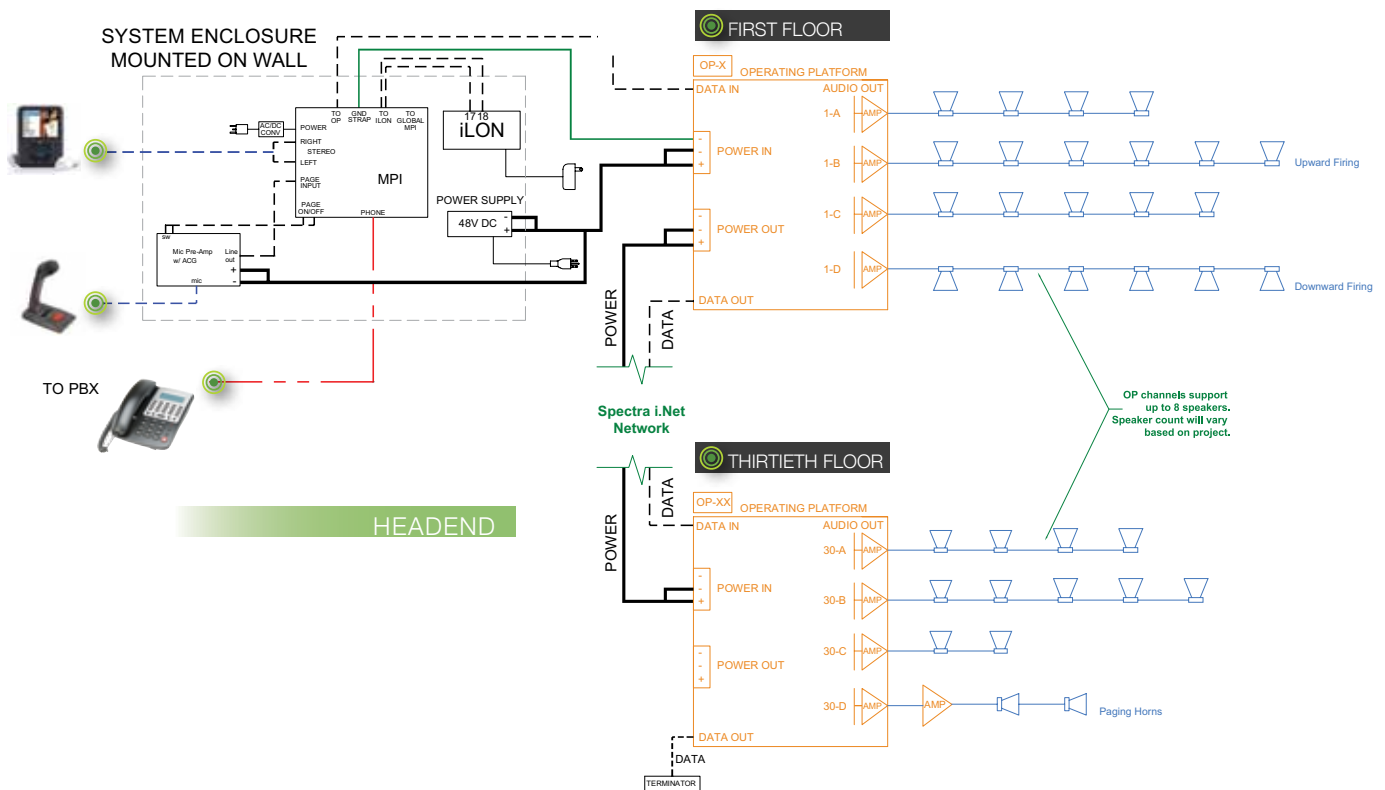 SYSTEM ENCLOSURE
MOUNTED ON WALL
AC/DC
CONV
POWER
RIGHT
STEREO
LEFT
PAGE
INPUT
PAGE
ON/OFF
TO
OP
GND
STRAP
TO
ILON
TO
GLOBAL
MPI
MPI
PHONE
17 18
iLON
POWER SUPPLY
48V DC
-
+
sw
Mic Pre-Amp
w/ ACG
Line
out
+
-
mic
TO PBX
HEADEND
FIRST FLOOR
OP-X
OPERATING PLATFORM
DATA IN
AUDIO OUT
1-A
AMP
-
-
+
POWER IN
1-B
AMP
Upward Firing
1-C
AMP
-
-
+
POWER OUT
1-D
AMP
Downward Firing
DATA OUT
POWER
DATA
Spectra i.Net
Network
OP channels support
up to 8 speakers.
Speaker count will vary
based on project.
POWER
DATA
THIRTIETH FLOOR
OP-XX
OPERATING PLATFORM
DATA IN
AUDIO OUT
30-A
AMP
-
-
+
POWER IN
30-B
AMP
30-C
AMP
-
-
+
POWER OUT
30-D
AMP
AMP
Paging Horns
DATA OUT
DATA
TERMINATOR